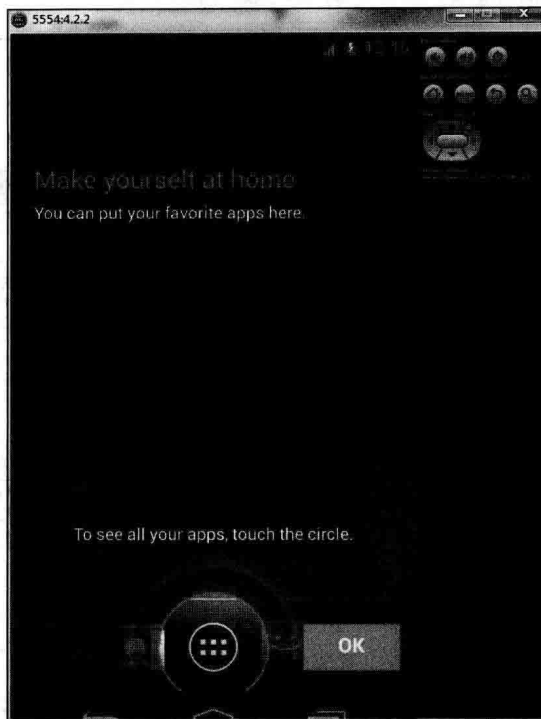 5554:4.2.2
Make yourself at home
You can put your favorite apps here.
To see all your apps, touch the circle.
OK